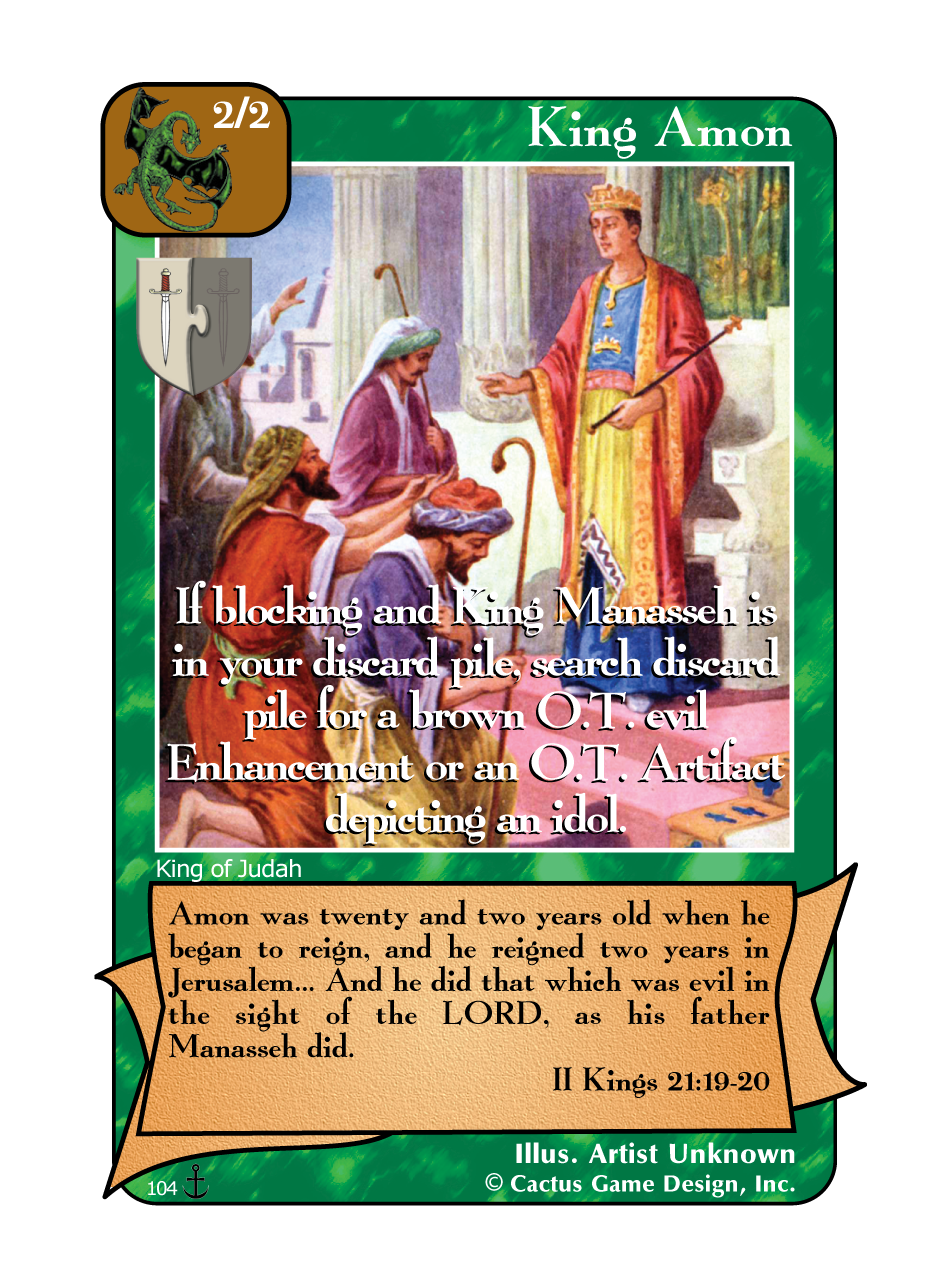 2/2
King Amon
If blocking and King Manasseh is
in your discard pile, search discard
pile for a brown O.T. evil
Enhancement or an O.T. Artifact
depicting an idol.
King of Judah
Amon was twenty and two years old when he
began to reign, and he reigned two years in
Jerusalem... And he did that which was evil in
the sight of the LORD, as his father
Manasseh did.
II Kings 21:19-20
Illus. Artist Unknown
104
© Cactus Game Design, Inc.